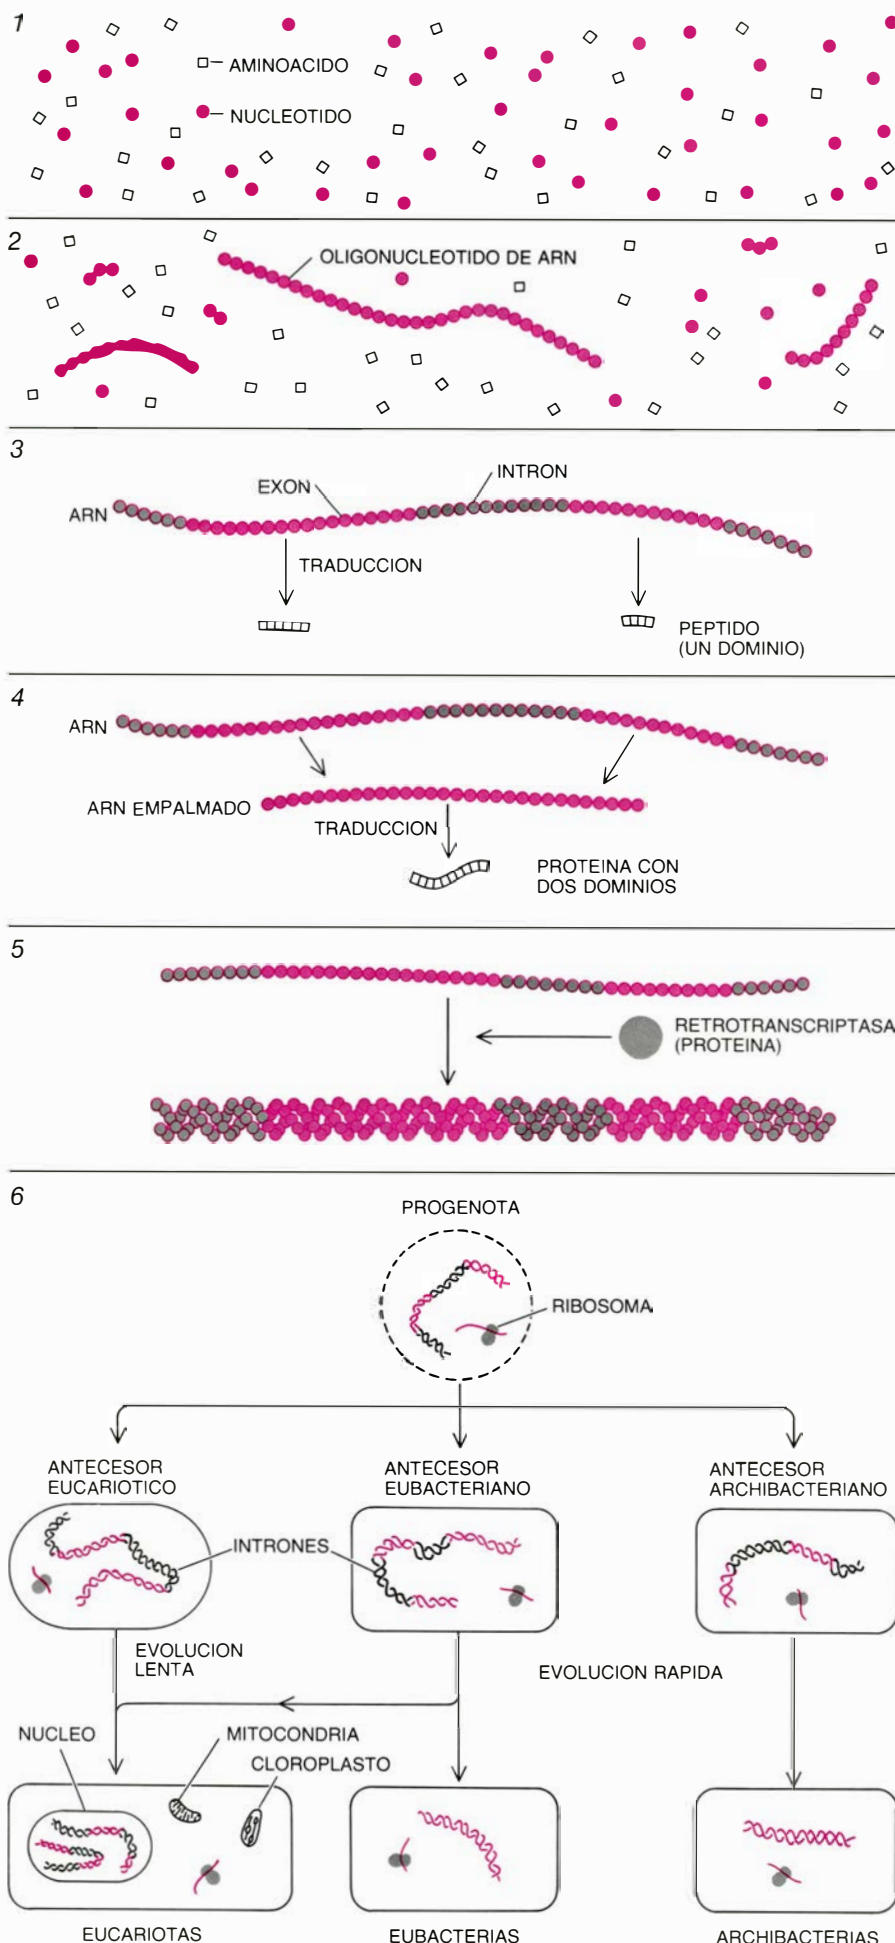 1
AMINOACIDO
NUCLEOTIDO
2
OLIGONUCLEOTIDO DE ARN
3
INTRON
EXON
ARN
TRADUCCION
PEPTIDO
(UN DOMINIO)
4
ARN
ARN EMPALMADO
TRADUCCION
PROTEINA CON
DOS DOMINIOS
5
RETROTRANSCRIPTASA
(PROTEINA)
6
PROGENOTA
RIBOSOMA
ANTECESOR
EUCARIOTICO
ANTECESOR
EUBACTERIANO
ANTECESOR
ARCHIBACTERIANO
INTRONES
EVOLUCION
LENTA
EVOLUCION RAPIDA
NUCLEO
MITOCONDRIA
CLOROPLASTO
EUCARIOTAS
EUBACTERIAS
ARCHIBACTERIAS